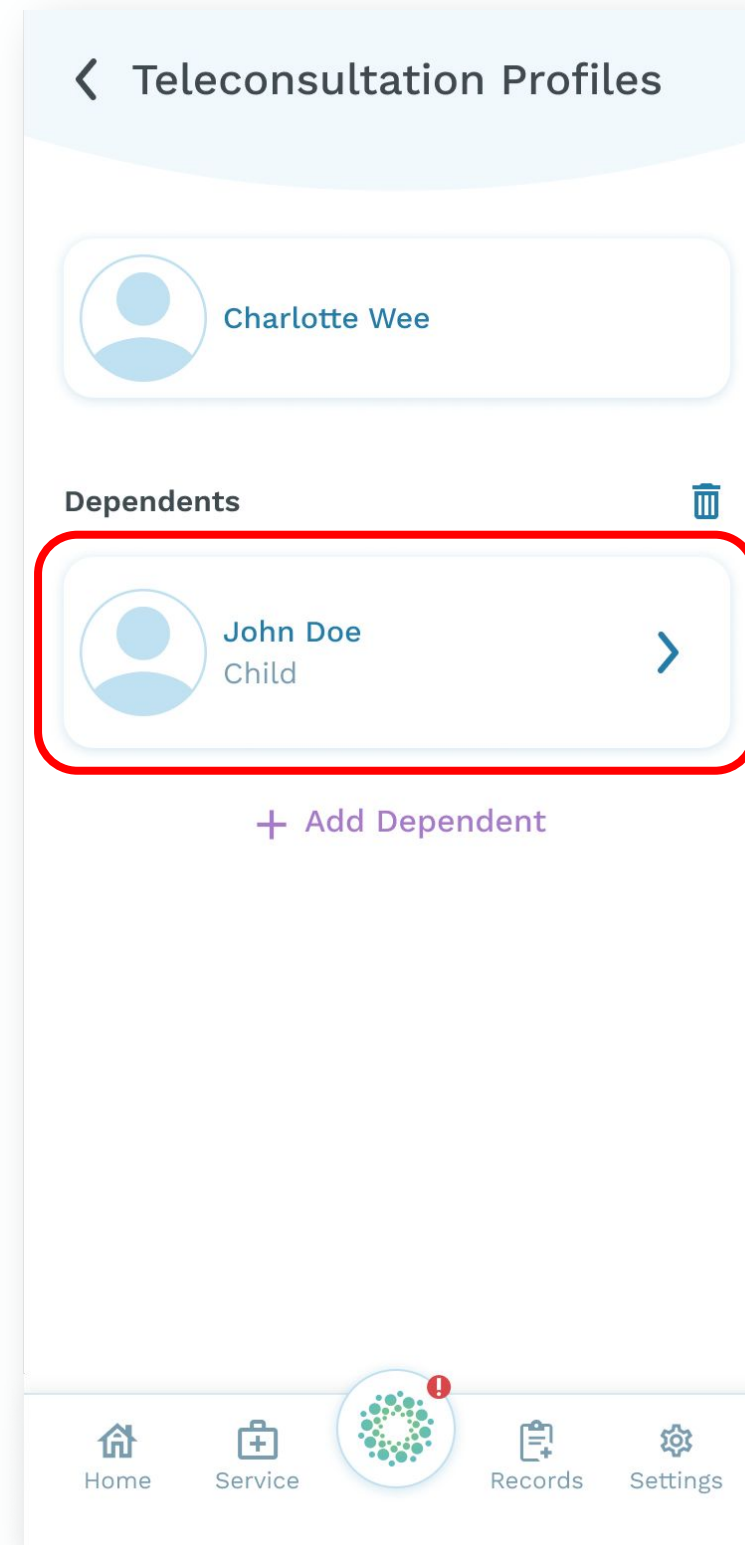 Teleconsultation Profiles
Charlotte Wee
Dependents
John Doe
Child
+ Add Dependent
!
Home
Service
Records
Settings